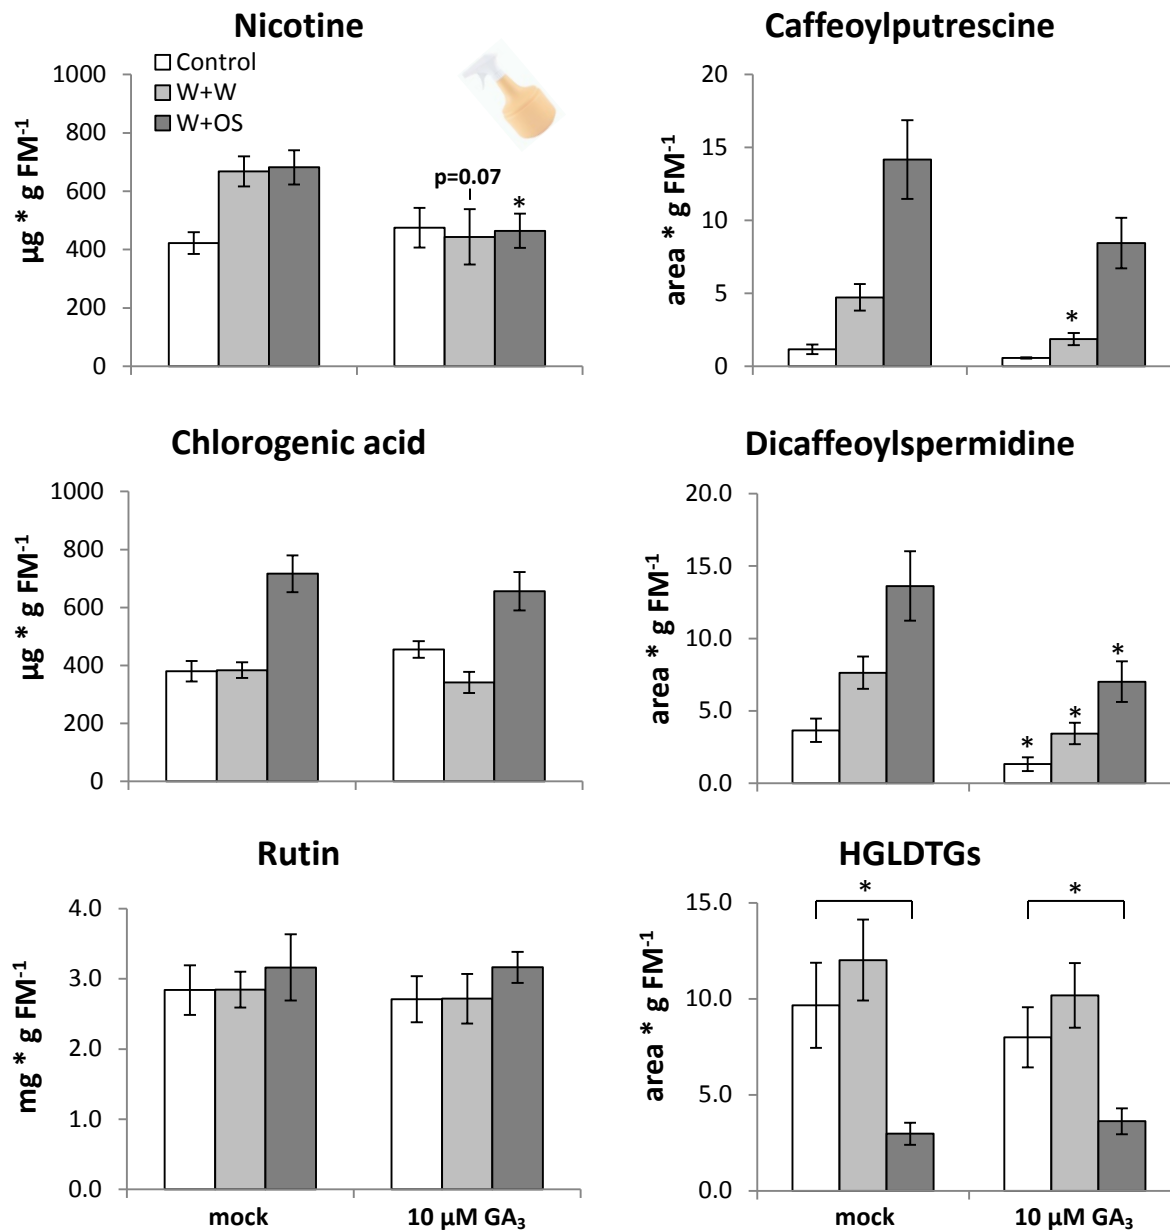 Nicotine
µg * g FM-1
1000
800
600
400
200
0
Control
W+W
W+OS
p=0.07
*
Caffeoylputrescine
area * g FM-1
20
15
10
5
0
*
Chlorogenic acid
µg * g FM-1
1000
800
600
400
200
0
Dicaffeoylspermidine
area * g FM-1
20.0
15.0
10.0
5.0
0.0
* * *
Rutin
mg * g FM-1
4.0
3.0
2.0
1.0
0.0
mock 10 µM GA3
HGLDTGs
area * g FM-1
15.0
10.0
5.0
0.0
* *
mock 10 µM GA3